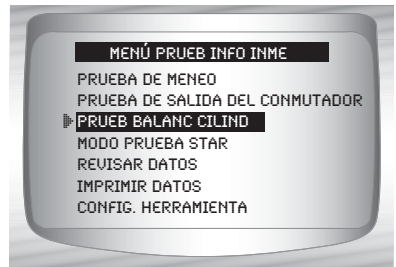 MENÚ PRUEB INFO INME
PRUEBA DE MENEO
PRUEBA DE SALIDA DEL CONMUTADOR
PRUEB BALANC CILIND
MODO PRUEBA STAR
REVISAR DATOS
IMPRIMIR DATOS
CONFIG. HERRAMIENTA